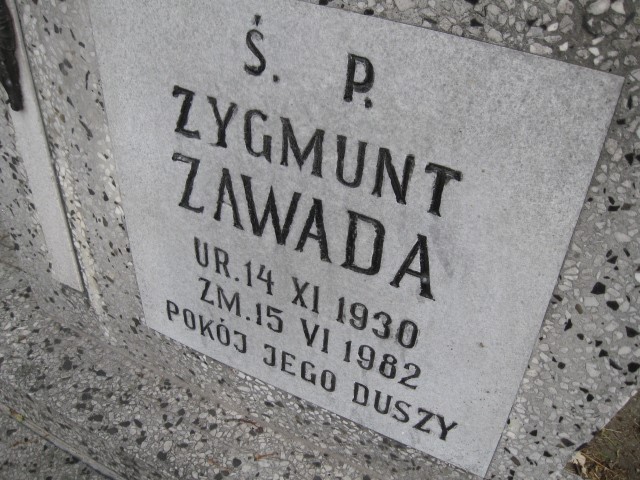 Ś. P.
ZYGMUNT
ZAWADA
UR. 14 XI 1930
ZM. 15 VI 1982
POKÓJ JEGO DUSZY